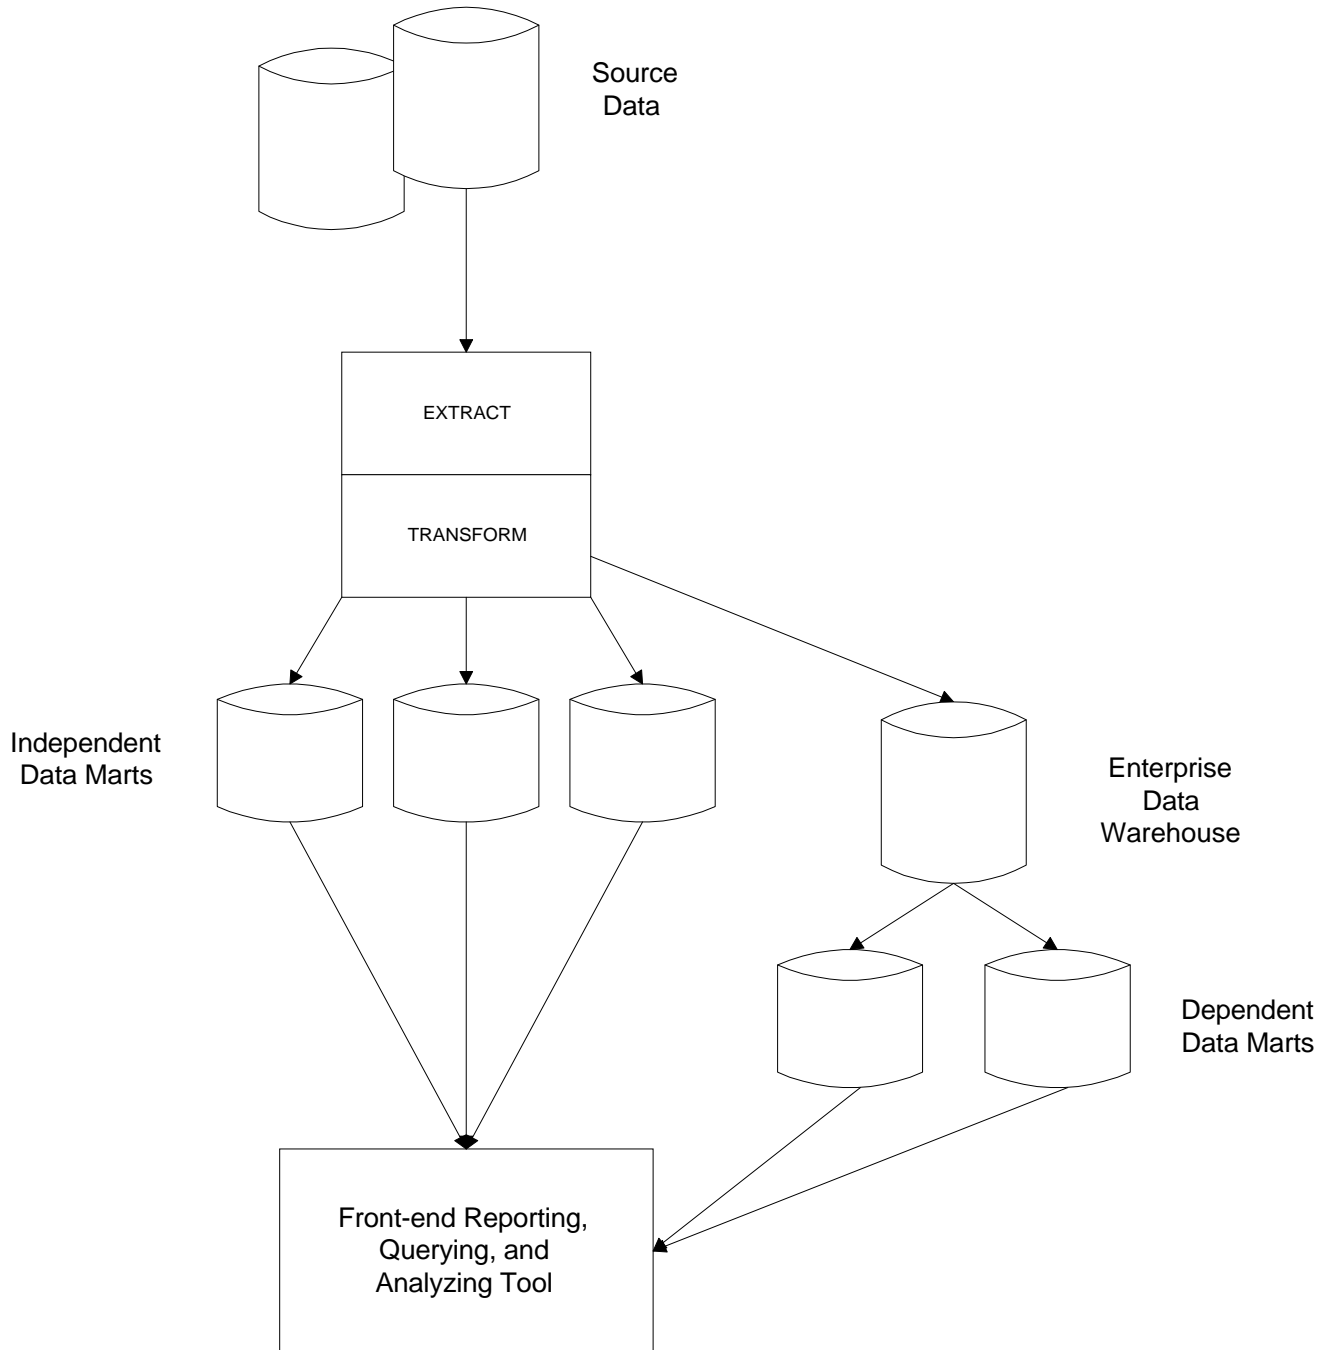 Source
Data
EXTRACT
TRANSFORM
Independent
Data Marts
Enterprise
Data
Warehouse
Dependent
Data Marts
Front-end Reporting,
Querying, and
Analyzing Tool